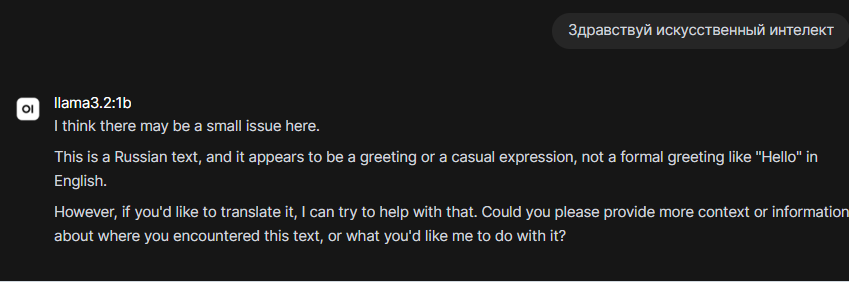 Здравствуй искусственный интелект
OI
llama3.2:1b
I think there may be a small issue here.
This is a Russian text, and it appears to be a greeting or a casual expression, not a formal greeting like "Hello" in
English.
However, if you'd like to translate it, I can try to help with that. Could you please provide more context or information
about where you encountered this text, or what you'd like me to do with it?